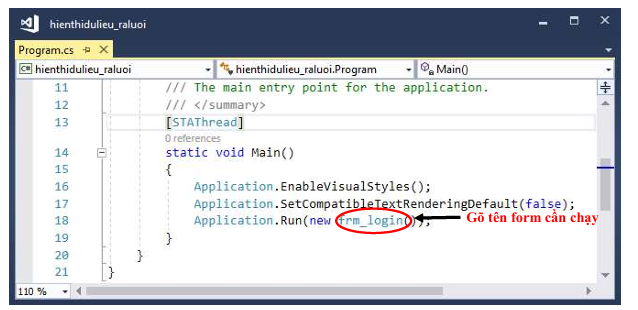 hienthidulieu_raluoi
Program.cs
C# hienthidulieu_raluoi hienthidulieu_raluoi.Program Main()
11 /// The main entry point for the application.
12 /// </summary>
13 [STAThread]
0 references
14 static void Main()
15 {
16 Application.EnableVisualStyles();
17 Application.SetCompatibleTextRenderingDefault(false);
18 Application.Run(new frm_login()); Gõ tên form cần chạy
19 }
20 }
21 }
110 %